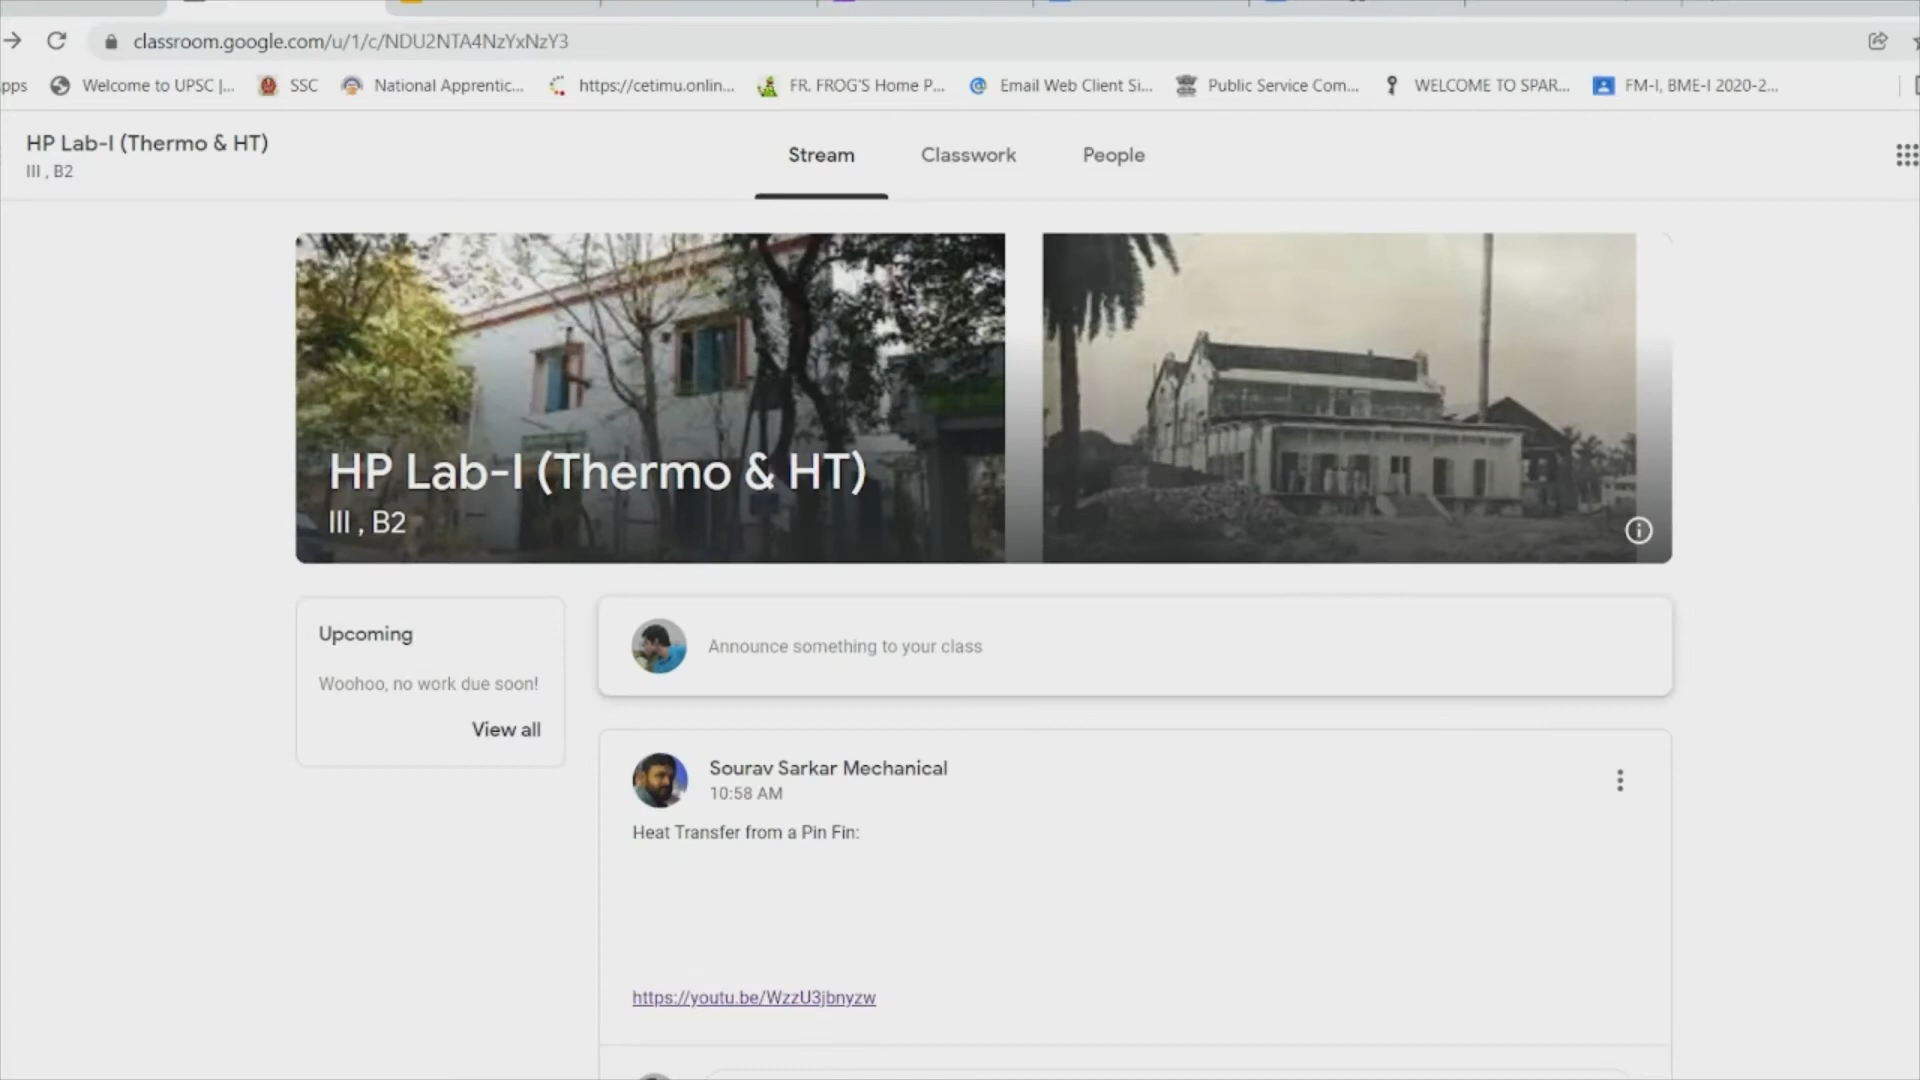 classroom.google.com/u/1/c/NDU2NTA4NzYxNzY3
pps Welcome to UPSC |... SSC National Apprentic... https://cetimu.onlin... FR. FROG'S Home P... Email Web Client Si... Public Service Com... WELCOME TO SPAR... FM-I, BME-I 2020-2...
HP Lab-I (Thermo & HT)
III , B2
Stream Classwork People
HP Lab-I (Thermo & HT)
III , B2
Upcoming
Woohoo, no work due soon!
View all
Announce something to your class
Sourav Sarkar Mechanical
10:58 AM
Heat Transfer from a Pin Fin:
https://youtu.be/WzzU3jbnyzw